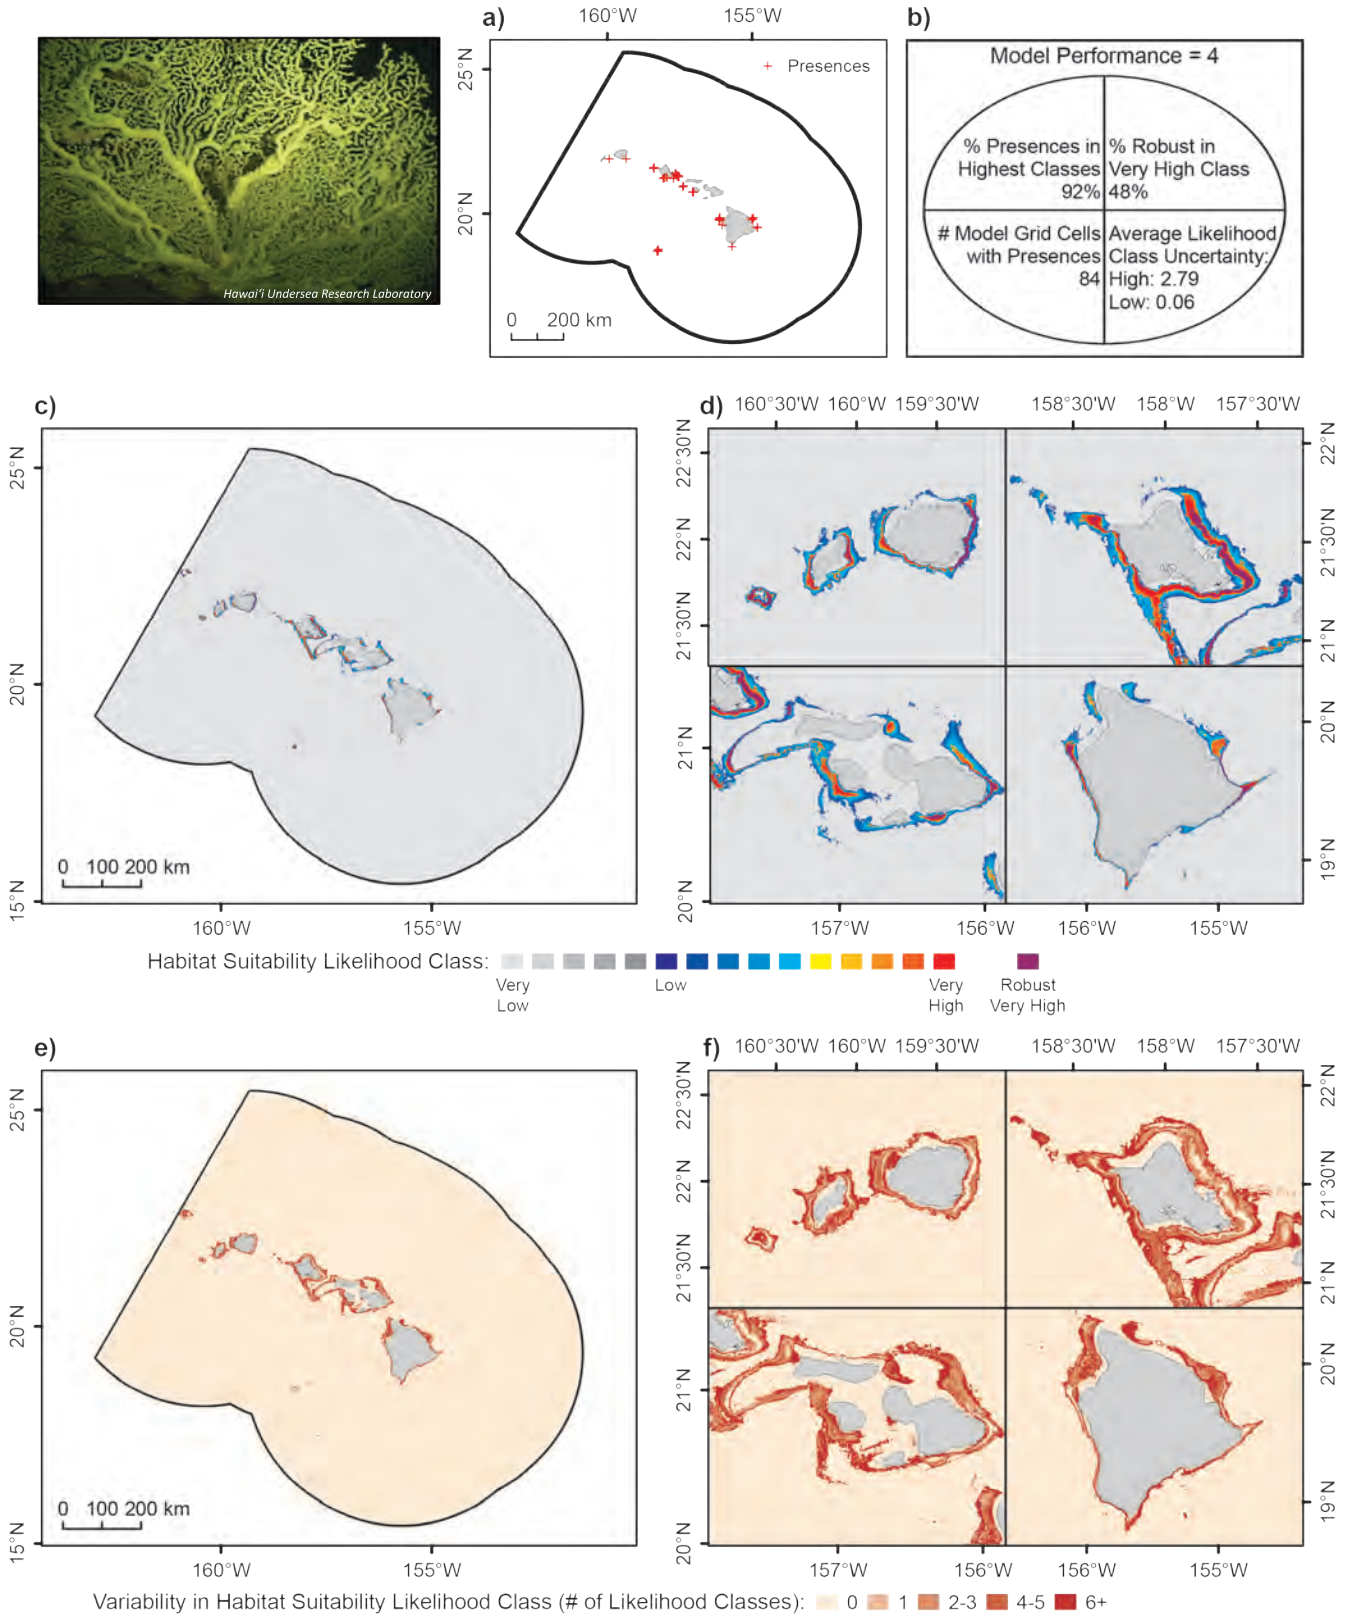 Hawai‘i Undersea Research Laboratory
a)
160°W 155°W
25°N
20°N
Presences
0 200 km
b)
Model Performance = 4
% Presences in
Highest Classes
92%
% Robust in
Very High Class
48%
# Model Grid Cells
with Presences
84
Average Likelihood
Class Uncertainty:
High: 2.79
Low: 0.06
c)
25°N
20°N
15°N
0 100 200 km
160°W 155°W
d)
160°30'W 160°W 159°30'W 158°30'W 158°W 157°30'W
22°30'N
22°N
21°30'N
21°N
20°N
22°N
21°30'N
21°N
20°N
19°N
157°W 156°W 156°W 155°W
Habitat Suitability Likelihood Class:
Very
Low
Low
Very
High
Robust
Very High
e)
25°N
20°N
15°N
0 100 200 km
160°W 155°W
f)
160°30'W 160°W 159°30'W 158°30'W 158°W 157°30'W
22°30'N
22°N
21°30'N
21°N
20°N
22°N
21°30'N
21°N
20°N
19°N
157°W 156°W 156°W 155°W
Variability in Habitat Suitability Likelihood Class (# of Likelihood Classes): 0 1 2-3 4-5 6+